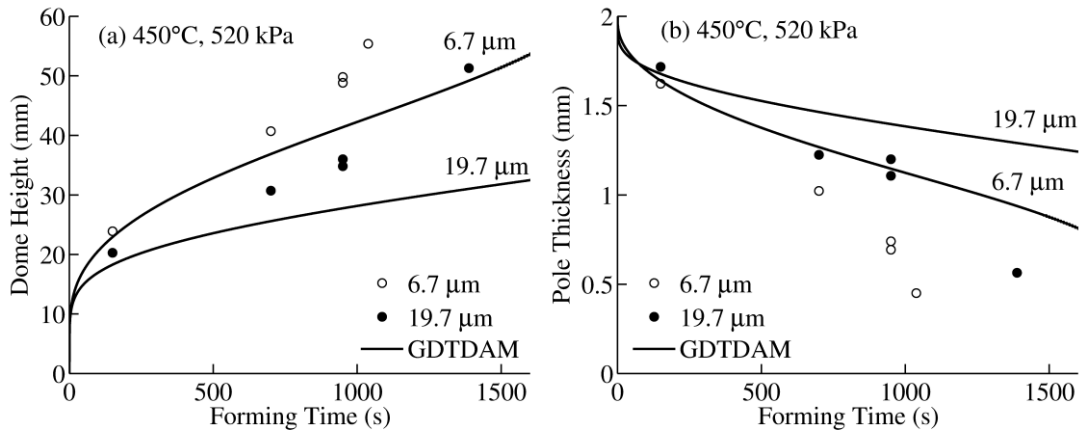 (a) 450°C, 520 kPa
60
50
40
30
20
10
0
Dome Height (mm)
6.7 μm
19.7 μm
6.7 μm
19.7 μm
GDTDAM
0
500
1000
1500
Forming Time (s)
(b) 450°C, 520 kPa
2
1.5
1
0.5
0
Pole Thickness (mm)
19.7 μm
6.7 μm
6.7 μm
19.7 μm
GDTDAM
0
500
1000
1500
Forming Time (s)